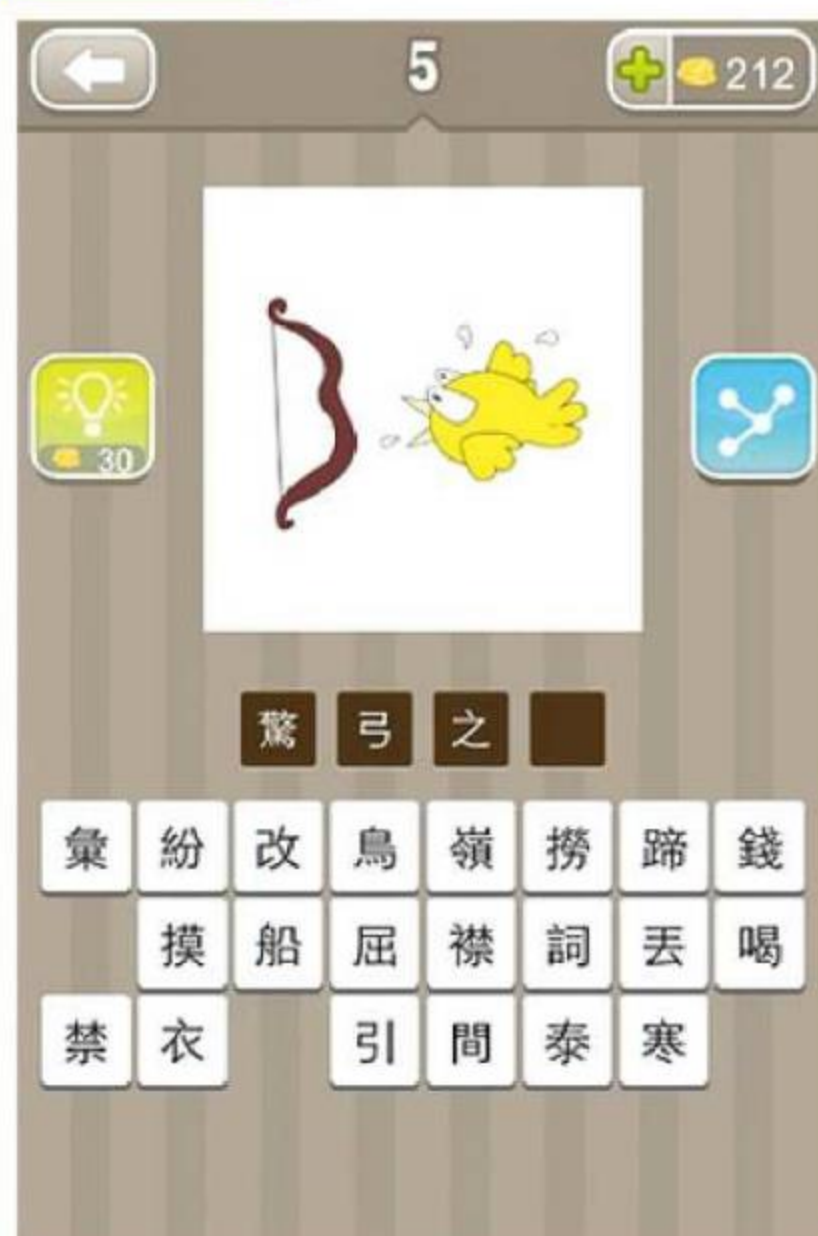 5
212
30
驚 弓 之
彙 紛 改 鳥 嶺 撈 蹄 錢
摸 船 屈 襟 詞 丟 喝
禁 衣 引 間 泰 寒